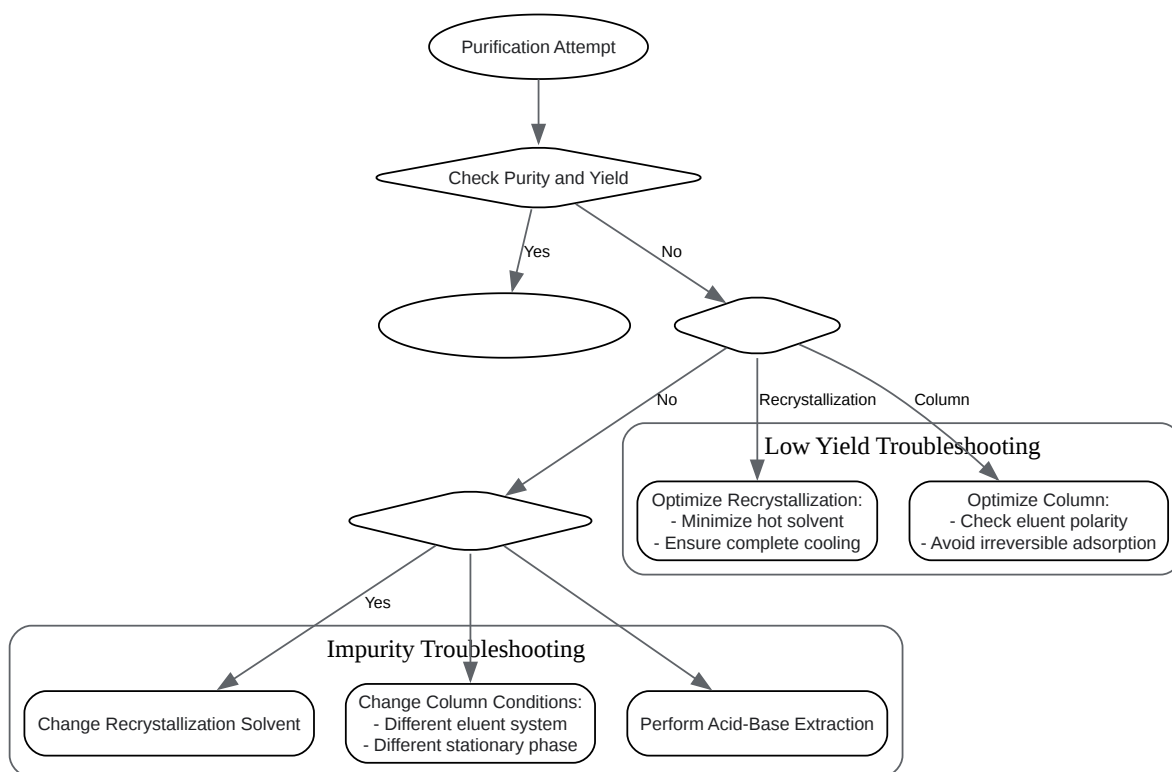 Purification Attempt
Check Purity and Yield
Yes
No
No
Recrystallization
Column
Low Yield Troubleshooting
Optimize Recrystallization:
- Minimize hot solvent
- Ensure complete cooling
Optimize Column:
- Check eluent polarity
- Avoid irreversible adsorption
Yes
Impurity Troubleshooting
Change Recrystallization Solvent
Change Column Conditions:
- Different eluent system
- Different stationary phase
Perform Acid-Base Extraction